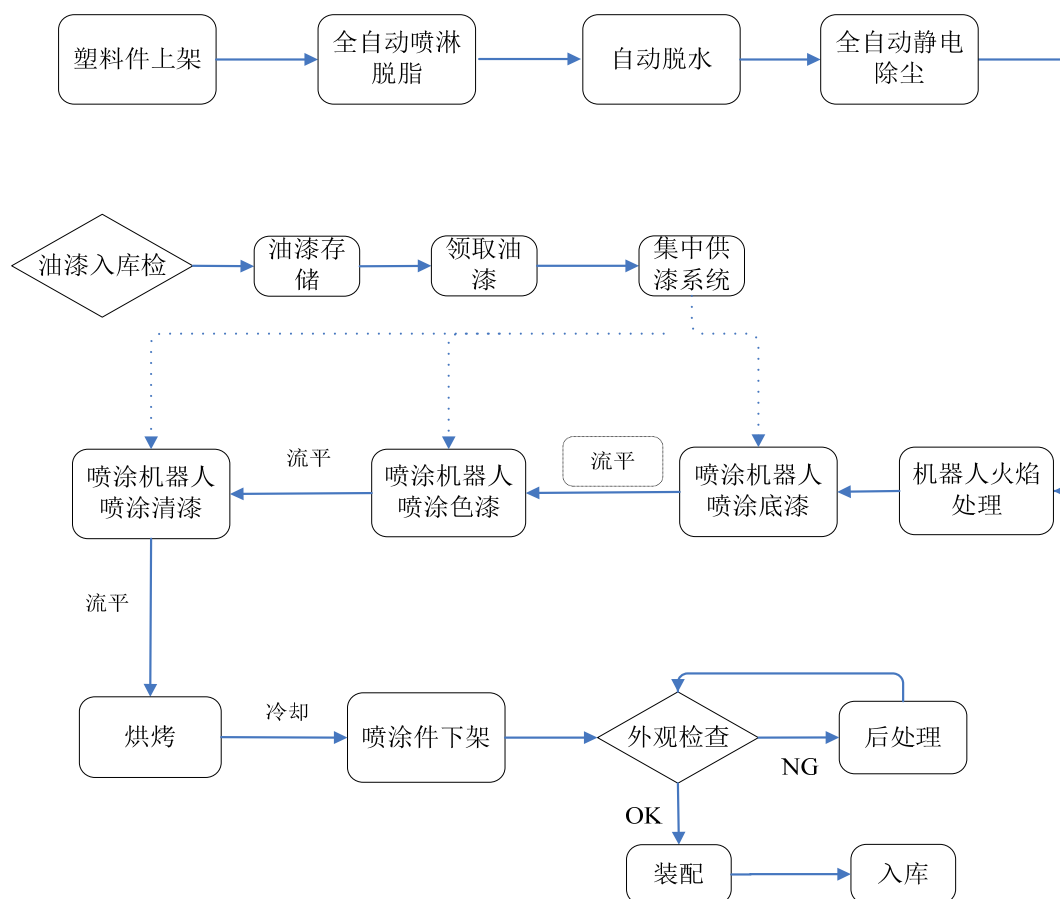 塑料件上架
全自动喷淋
脱脂
自动脱水
全自动静电
除尘
油漆入库检
油漆存
储
领取油
漆
集中供
漆系统
喷涂机器人
喷涂清漆
流平
喷涂机器人
喷涂色漆
流平
喷涂机器人
喷涂底漆
机器人火焰
处理
流平
烘烤
冷却
喷涂件下架
外观检查
NG
后处理
OK
装配
入库